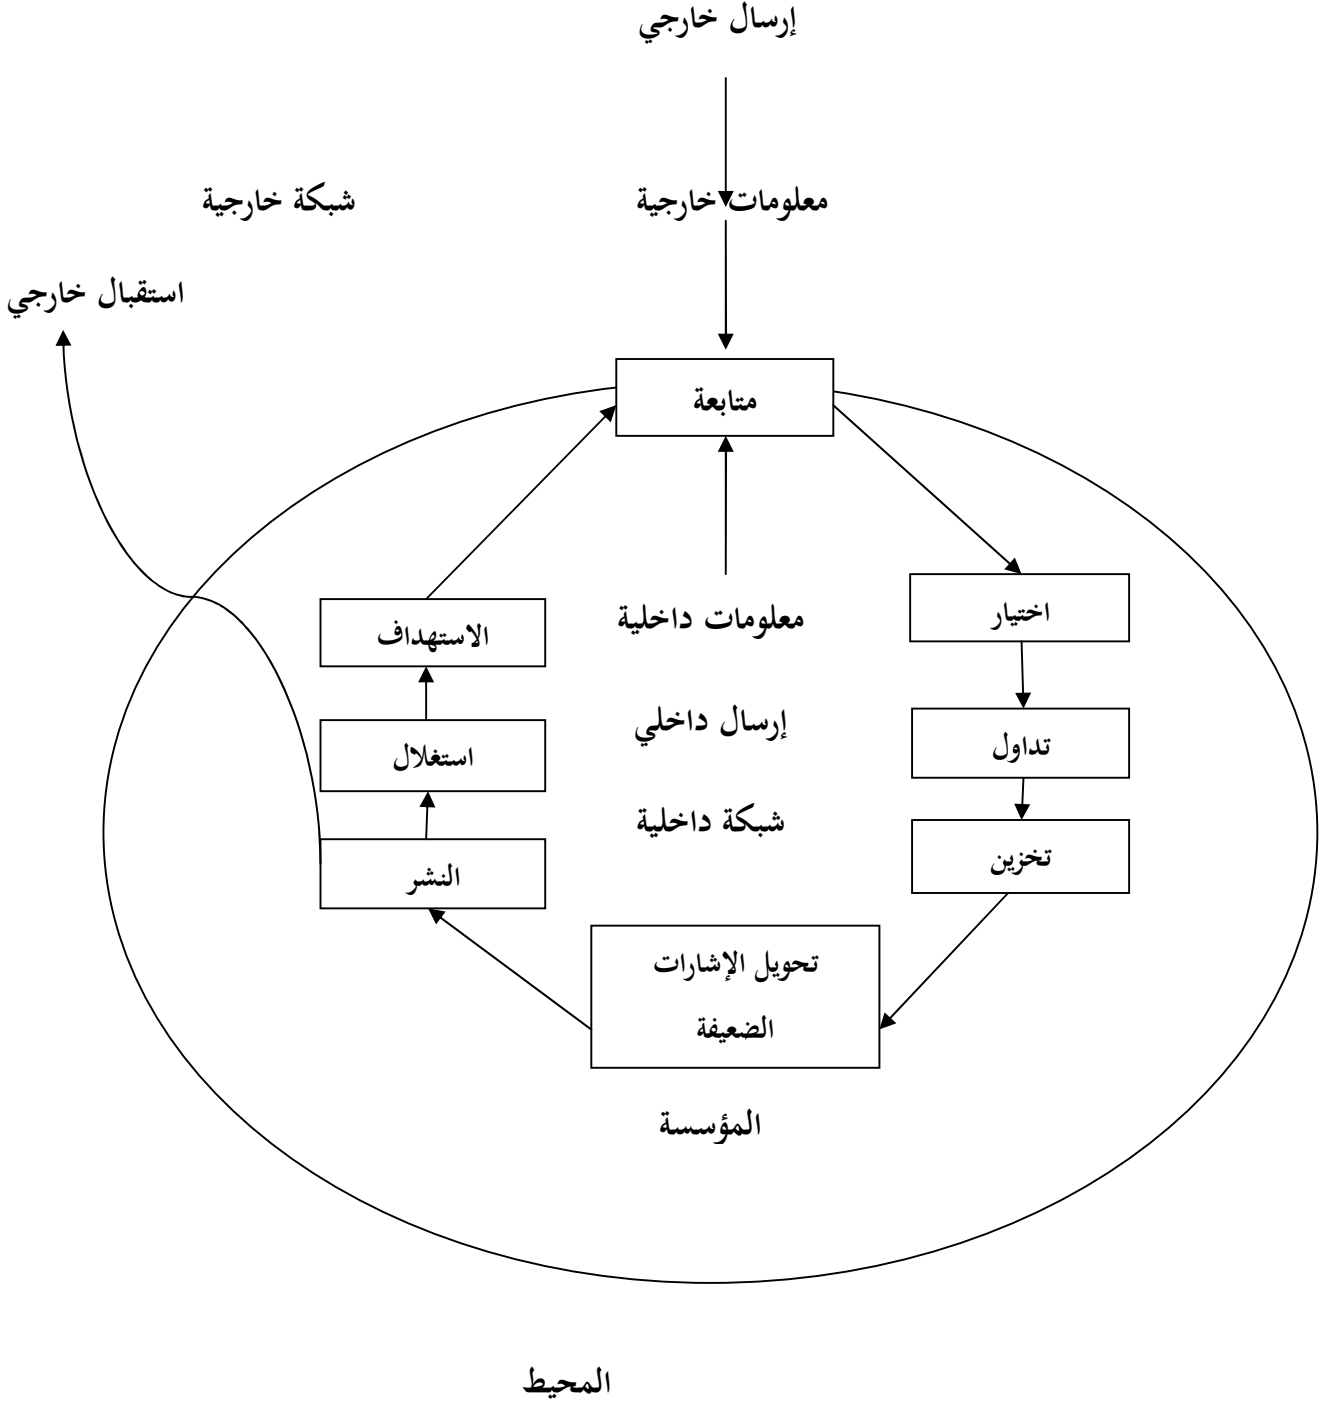 إرسال خارجي
معلومات خارجية
شبكة خارجية
استقبال خارجي
متابعة
اختيار
معلومات داخلية
الاستهداف
إرسال داخلي
تداول
استغلال
شبكة داخلية
تخزين
النشر
تحويل الإشارات
الضعيفة
المؤسسة
المحيط